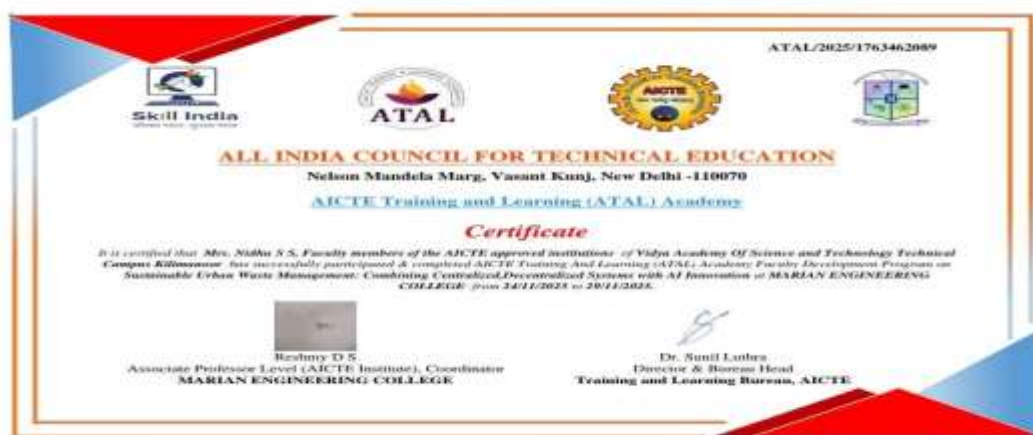 ATAL/2025/1763462089
Skill India
ATAL
AICTE
ALL INDIA COUNCIL FOR TECHNICAL EDUCATION
Nelson Mandela Marg, Vasant Kunj, New Delhi -110070
AICTE Training and Learning (ATAL) Academy
Certificate
It is certified that Mrs. Nidhu S S, Faculty members of the AICTE approved institutions of Vidya Academy Of Science and Technology Technical
Campus Kilimanoor has successfully participated & completed AICTE Training And Learning (ATAL) Academy Faculty Development Program on
Sustainable Urban Waste Management: Combining Centralized,Decentralized Systems with AI Innovation at MARIAN ENGINEERING
COLLEGE from 24/11/2025 to 29/11/2025.
Reshmy D S
Associate Professor Level (AICTE Institute), Coordinator
MARIAN ENGINEERING COLLEGE
Dr. Sunil Luthra
Director & Bureau Head
Training and Learning Bureau, AICTE